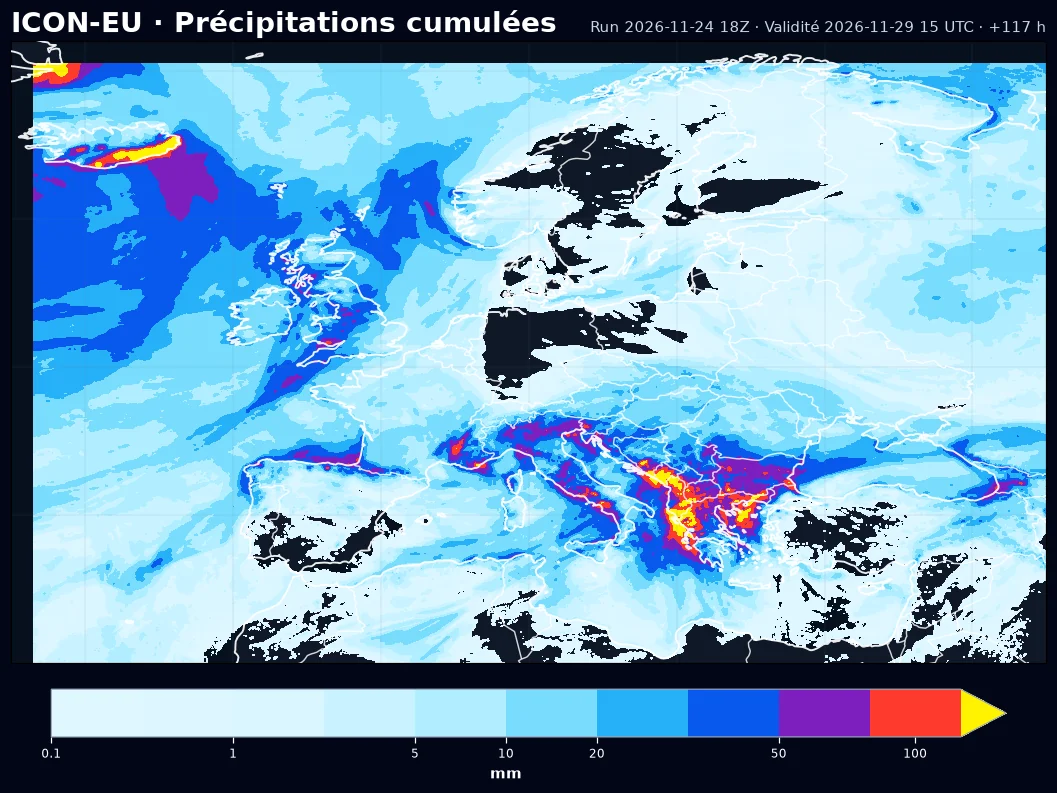 ICON-EU · Précipitations cumulées
Run 2026-11-24 18Z · Validité 2026-11-29 15 UTC · +117 h
0.1 1 5 10 20 50 100
mm